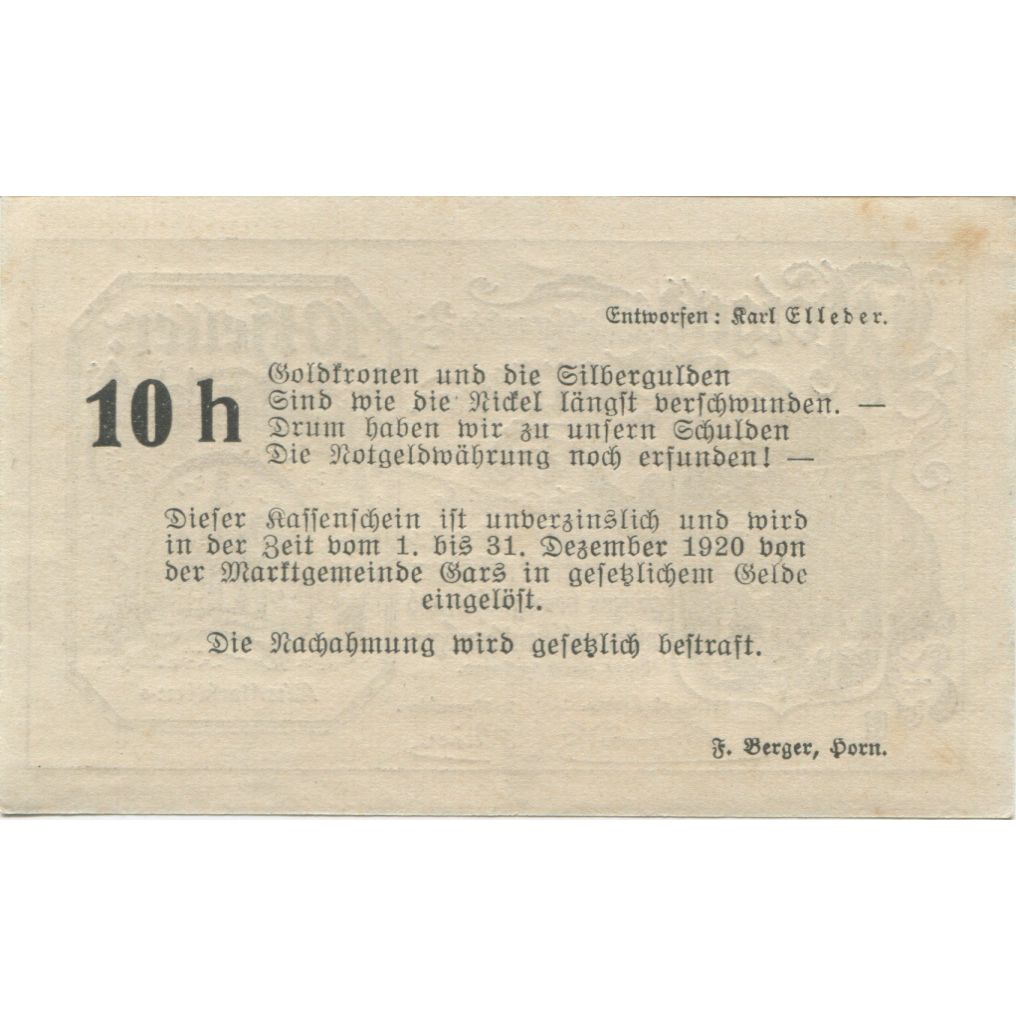 Entworfen: Karl Elleder.
10 h
Goldkronen und die Silbergulden
Sind wie die Nickel längst verschwunden. —
Drum haben wir zu unsern Schulden
Die Notgeldwährung noch erfunden! —
Dieser Kassenschein ist unverzinslich und wird
in der Zeit vom 1. bis 31. Dezember 1920 von
der Marktgemeinde Gars in gesetzlichem Gelde
eingelöst.
Die Nachahmung wird gesetzlich bestraft.
F. Berger, Horn.